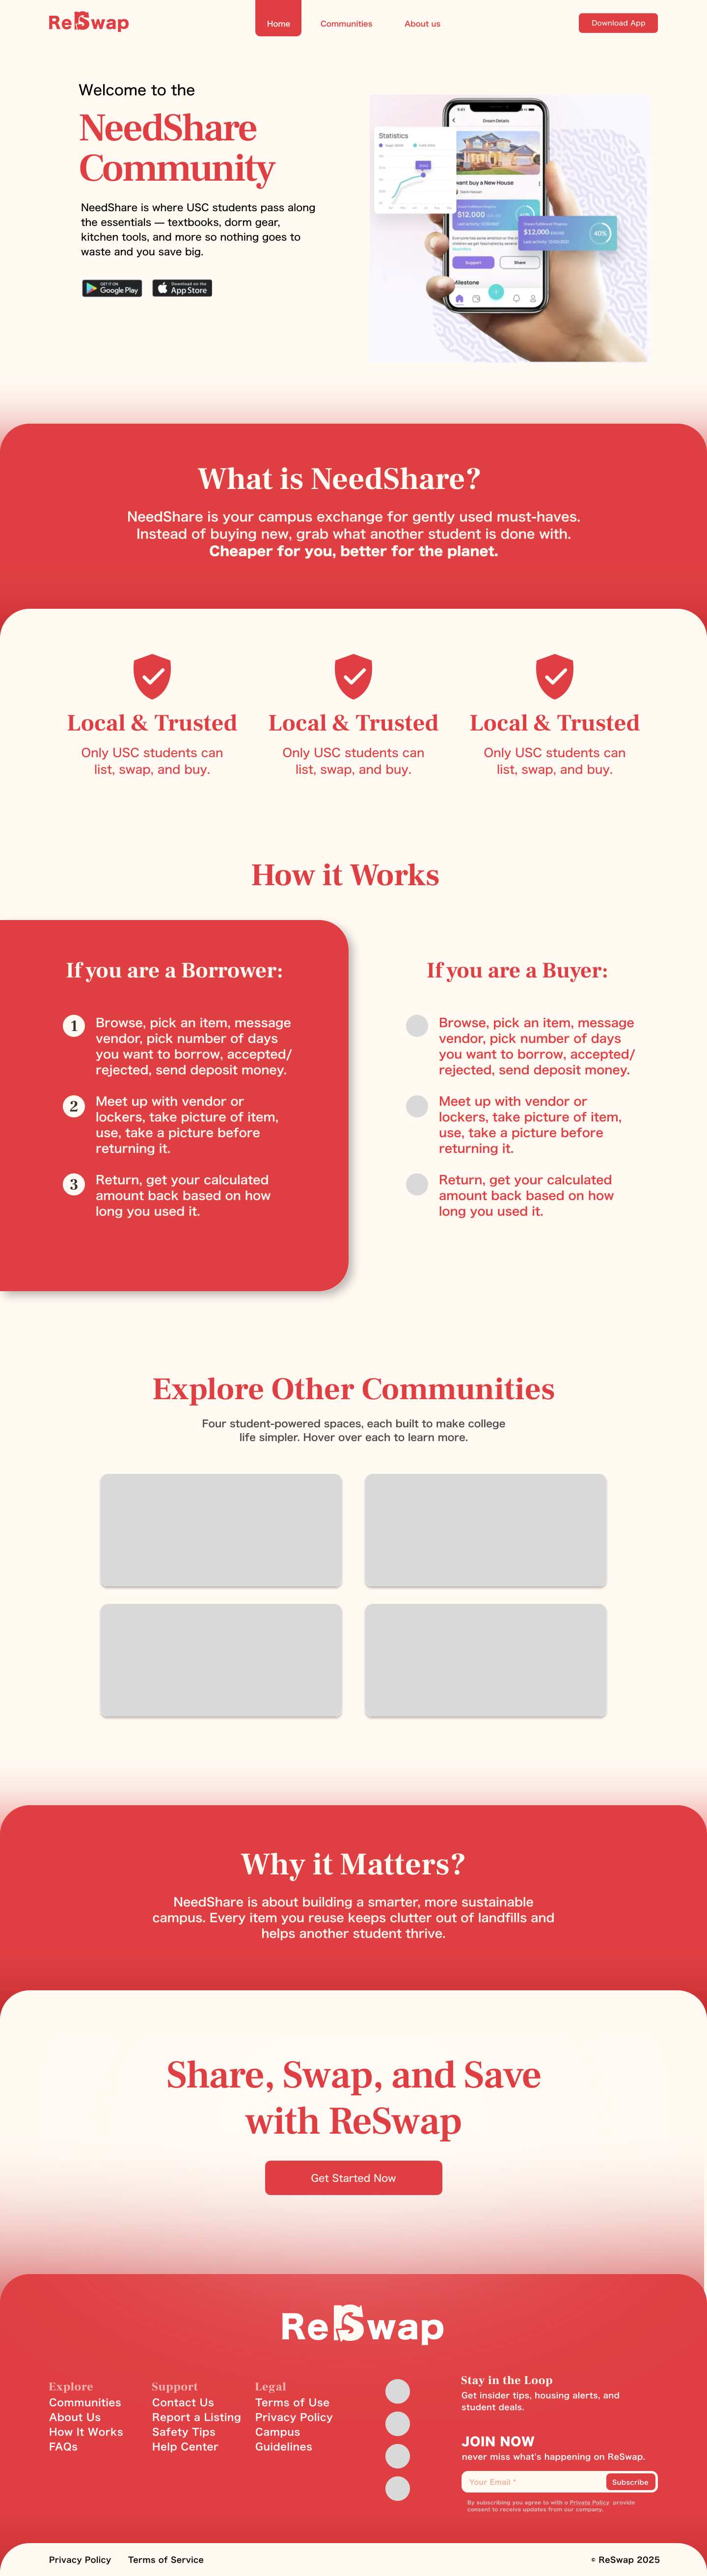 ReSwap
Home
Communities
About us
Download App
Welcome to the
NeedShare
Community
NeedShare is where USC students pass along
the essentials — textbooks, dorm gear,
kitchen tools, and more so nothing goes to
waste and you save big.
GET IT ON
Google Play
Download on the
App Store
Dream Details
Statistics
want buy a New House
$12,000
$12,000
40%
Support
Share
Milestone
What is NeedShare?
NeedShare is your campus exchange for gently used must-haves.
Instead of buying new, grab what another student is done with.
Cheaper for you, better for the planet.
Local & Trusted
Only USC students can
list, swap, and buy.
Local & Trusted
Only USC students can
list, swap, and buy.
Local & Trusted
Only USC students can
list, swap, and buy.
How it Works
If you are a Borrower:
1
Browse, pick an item, message
vendor, pick number of days
you want to borrow, accepted/
rejected, send deposit money.
2
Meet up with vendor or
lockers, take picture of item,
use, take a picture before
returning it.
3
Return, get your calculated
amount back based on how
long you used it.
If you are a Buyer:
Browse, pick an item, message
vendor, pick number of days
you want to borrow, accepted/
rejected, send deposit money.
Meet up with vendor or
lockers, take picture of item,
use, take a picture before
returning it.
Return, get your calculated
amount back based on how
long you used it.
Explore Other Communities
Four student-powered spaces, each built to make college
life simpler. Hover over each to learn more.
Why it Matters?
NeedShare is about building a smarter, more sustainable
campus. Every item you reuse keeps clutter out of landfills and
helps another student thrive.
Share, Swap, and Save
with ReSwap
Get Started Now
ReSwap
Explore
Communities
About Us
How It Works
FAQs
Support
Contact Us
Report a Listing
Safety Tips
Help Center
Legal
Terms of Use
Privacy Policy
Campus
Guidelines
Stay in the Loop
Get insider tips, housing alerts, and
student deals.
JOIN NOW
never miss what's happening on ReSwap.
Your Email *
Subscribe
By subscribing you agree to with o Private Policy provide
consent to receive updates from our company.
Privacy Policy
Terms of Service
© ReSwap 2025